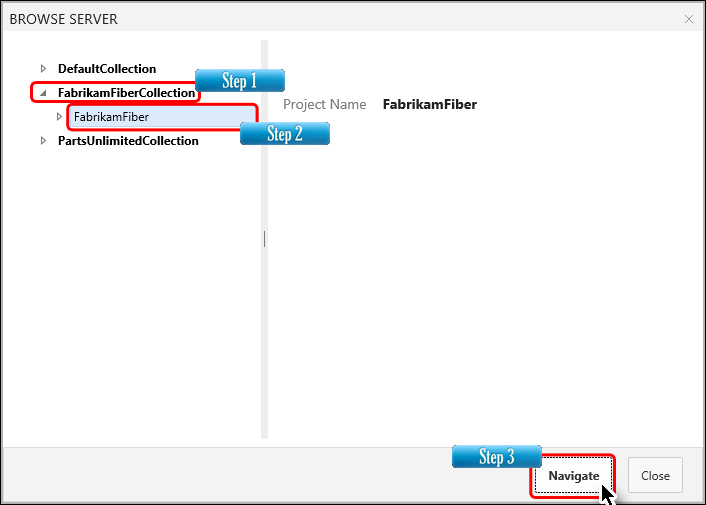 BROWSE SERVER
DefaultCollection
Step 1
FabrikamFiberCollection
Project Name FabrikamFiber
FabrikamFiber
Step 2
PartsUnlimitedCollection
Step 3
Navigate
Close